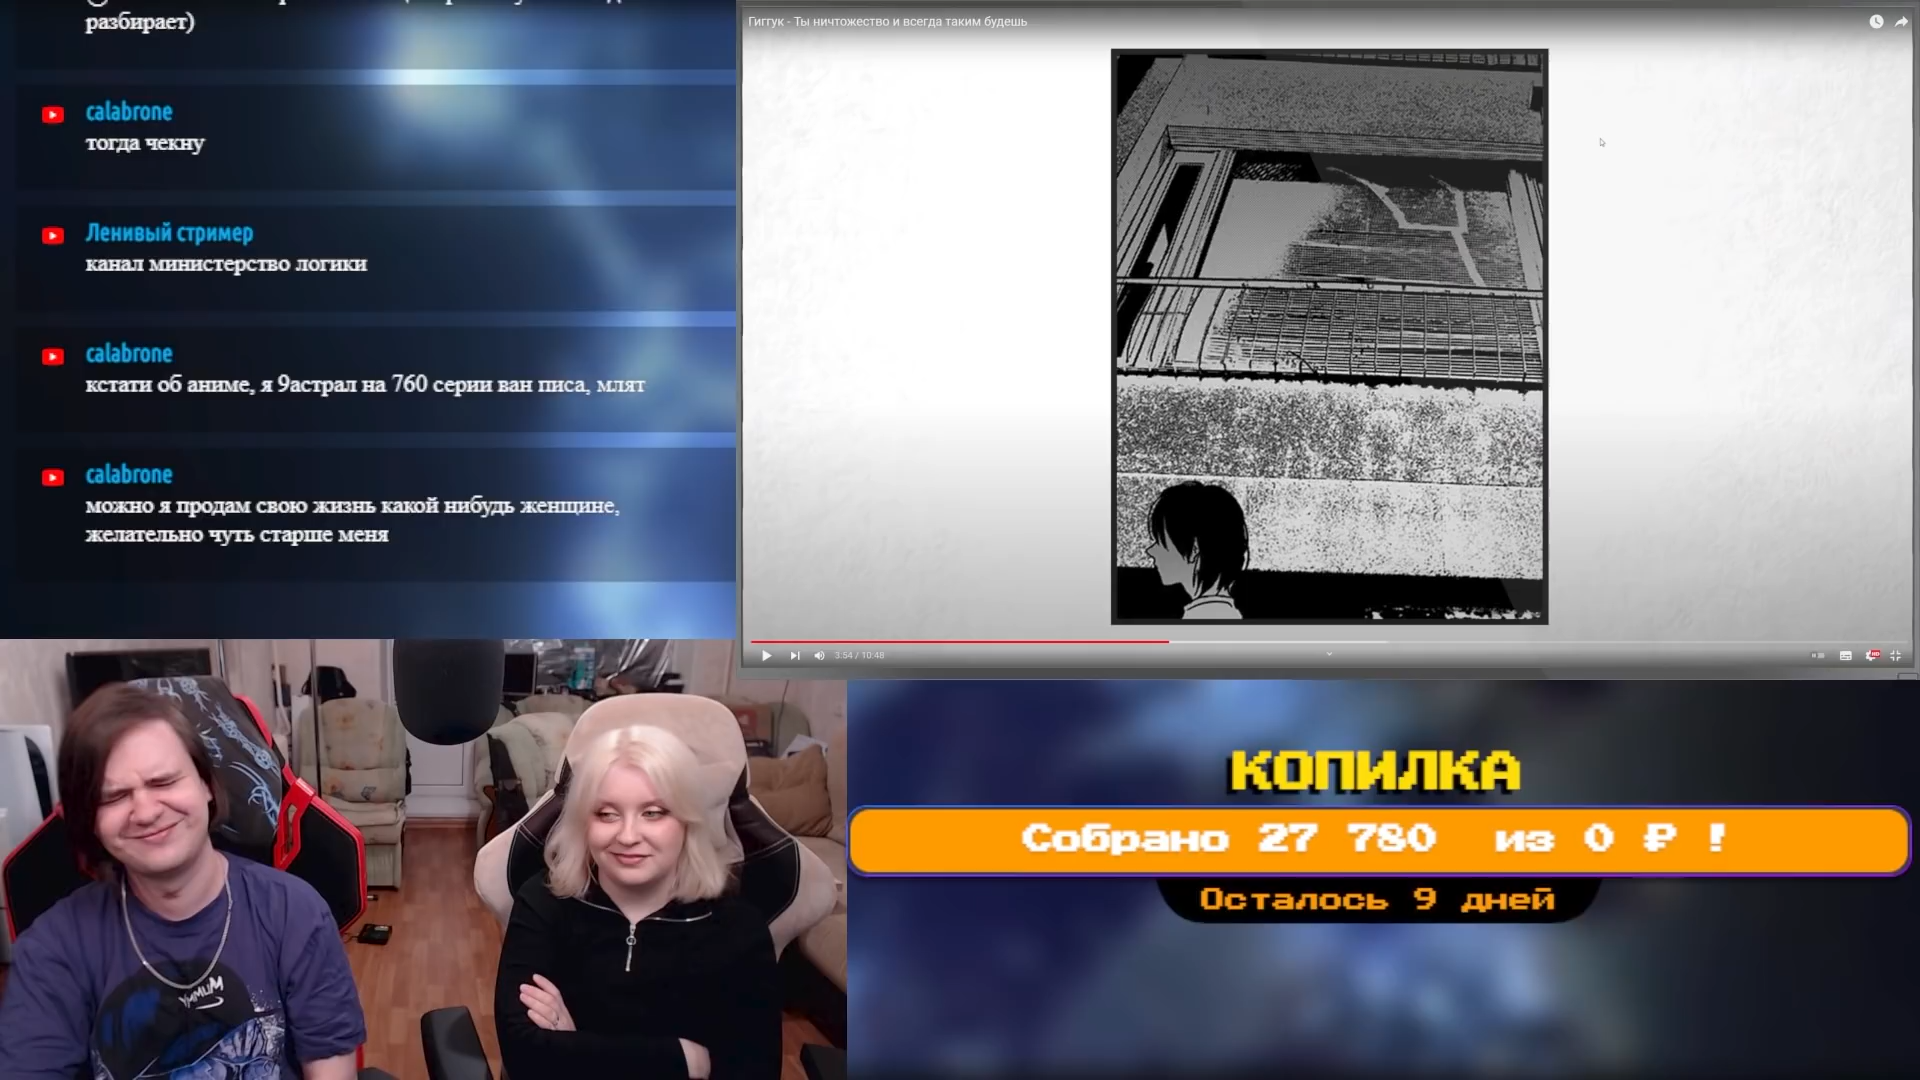 разбирает)
calabrone
тогда чекну
Ленивый стример
канал министерство логики
calabrone
кстати об аниме, я 9астрал на 760 серии ван писа, млят
calabrone
можно я продам свою жизнь какой нибудь женщине,
желательно чуть старше меня
Гиггук - Ты ничтожество и всегда таким будешь
3:54 / 10:48
КОПИЛКА
Собрано 27 780 из 0 ₽ !
Осталось 9 дней